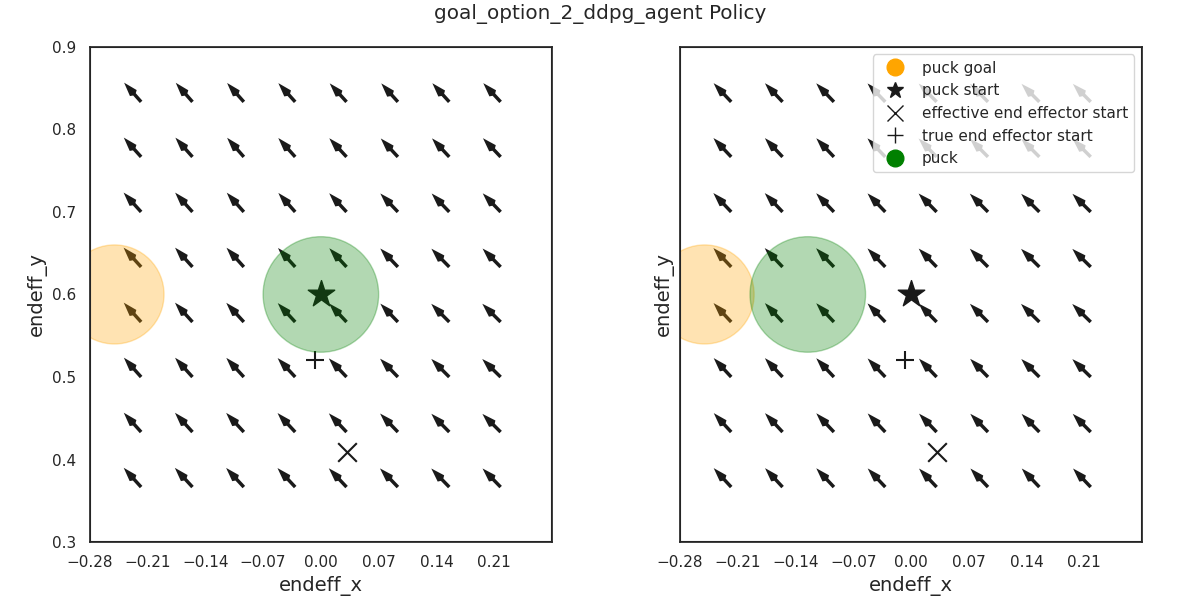 goal_option_2_ddpg_agent Policy
0.9
0.8
0.7
0.6
0.5
0.4
0.3
endeff_y
−0.28 −0.21 −0.14 −0.07 0.00 0.07 0.14 0.21
endeff_x
endeff_y
puck goal
puck start
effective end effector start
true end effector start
puck
−0.28 −0.21 −0.14 −0.07 0.00 0.07 0.14 0.21
endeff_x